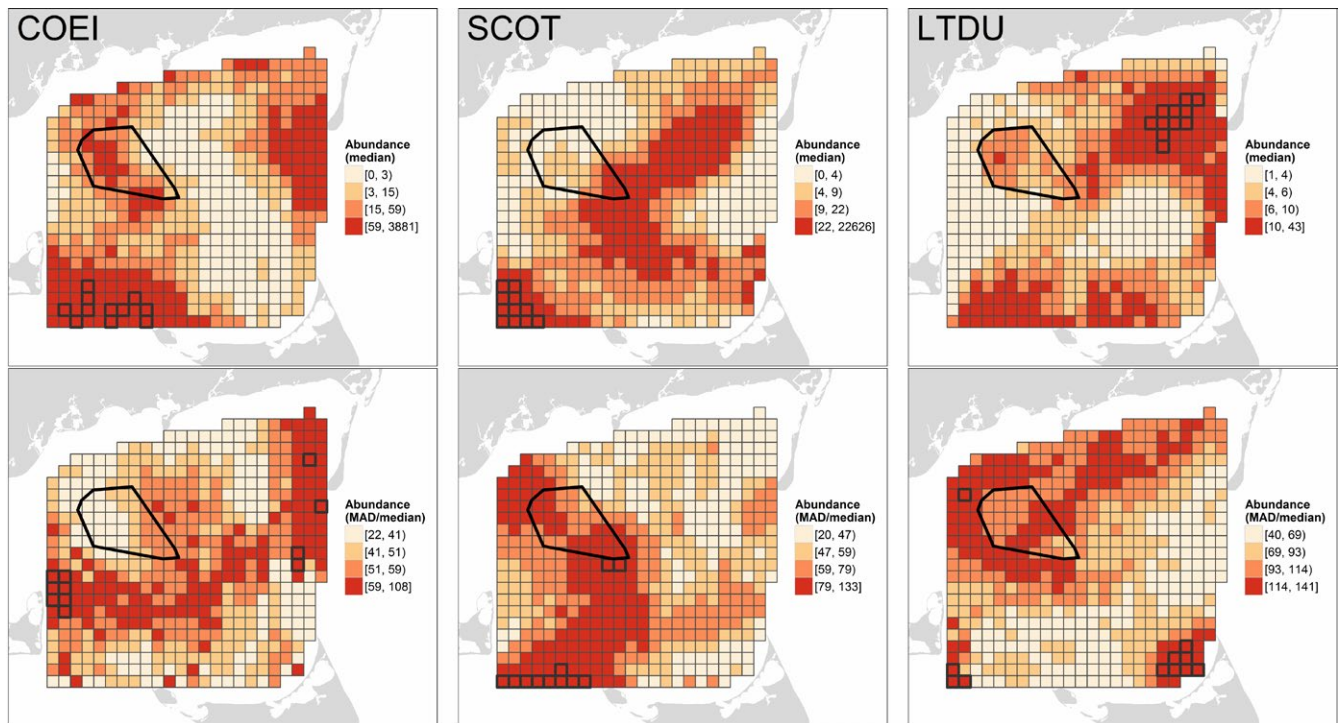 COEI
Abundance
(median)
[0, 3)
[3, 15)
[15, 59)
[59, 3881]
SCOT
Abundance
(median)
[0, 4)
[4, 9)
[9, 22)
[22, 22626]
LTDU
Abundance
(median)
[1, 4)
[4, 6)
[6, 10)
[10, 43]
Abundance
(MAD/median)
[22, 41)
[41, 51)
[51, 59)
[59, 108]
Abundance
(MAD/median)
[20, 47)
[47, 59)
[59, 79)
[79, 133]
Abundance
(MAD/median)
[40, 69)
[69, 93)
[93, 114)
[114, 141]